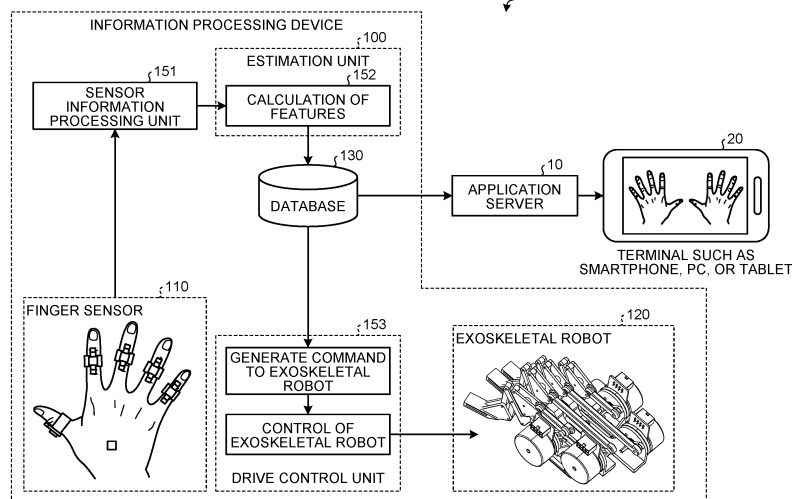 INFORMATION PROCESSING DEVICE
100
ESTIMATION UNIT
151
SENSOR
INFORMATION
PROCESSING UNIT
152
CALCULATION OF
FEATURES
130
DATABASE
10
APPLICATION
SERVER
20
TERMINAL SUCH AS
SMARTPHONE, PC, OR TABLET
110
FINGER SENSOR
153
GENERATE COMMAND
TO EXOSKELETAL
ROBOT
CONTROL OF
EXOSKELETAL ROBOT
DRIVE CONTROL UNIT
120
EXOSKELETAL ROBOT